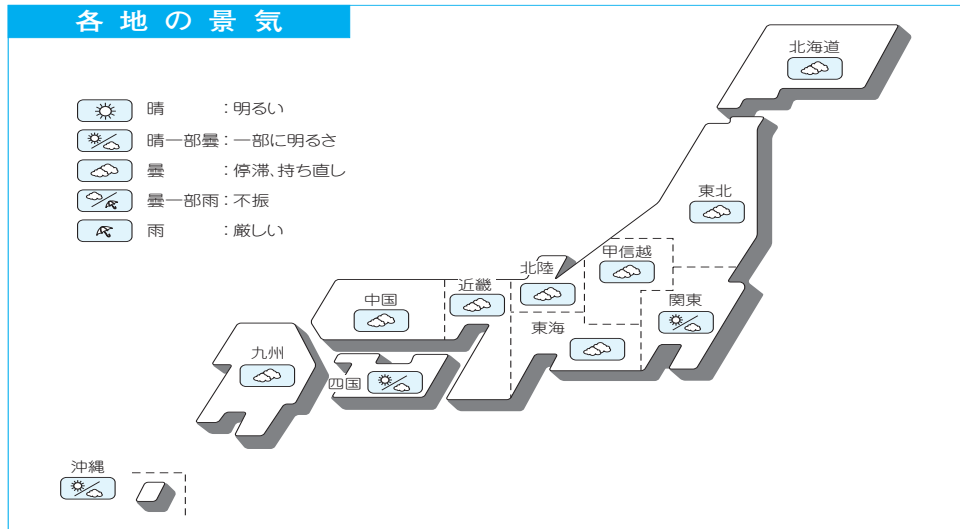 各地の景気
晴：明るい
晴一部曇：一部に明るさ
曇：停滞、持ち直し
曇一部雨：不振
雨：厳しい
北海道
東北
甲信越
北陸
近畿
中国
関東
東海
九州
四国
沖縄